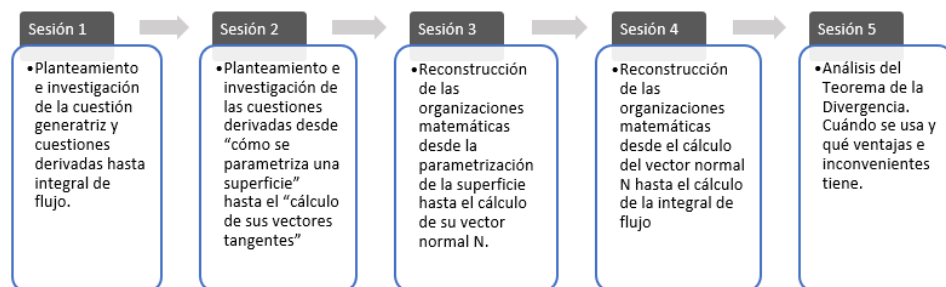 Sesión 1
•Planteamiento
e investigación
de la cuestión
generatriz y
cuestiones
derivadas hasta
integral de
flujo.
Sesión 2
•Planteamiento e
investigación de
las cuestiones
derivadas desde
“cómo se
parametriza una
superficie”
hasta el “cálculo
de sus vectores
tangentes”
Sesión 3
•Reconstrucción
de las
organizaciones
matemáticas
desde la
parametrización
de la superficie
hasta el cálculo
de su vector
normal N.
Sesión 4
•Reconstrucción
de las
organizaciones
matemáticas
desde el cálculo
del vector normal
N hasta el cálculo
de la integral de
flujo
Sesión 5
•Análisis del
Teorema de la
Divergencia.
Cuándo se usa y
qué ventajas e
inconvenientes
tiene.